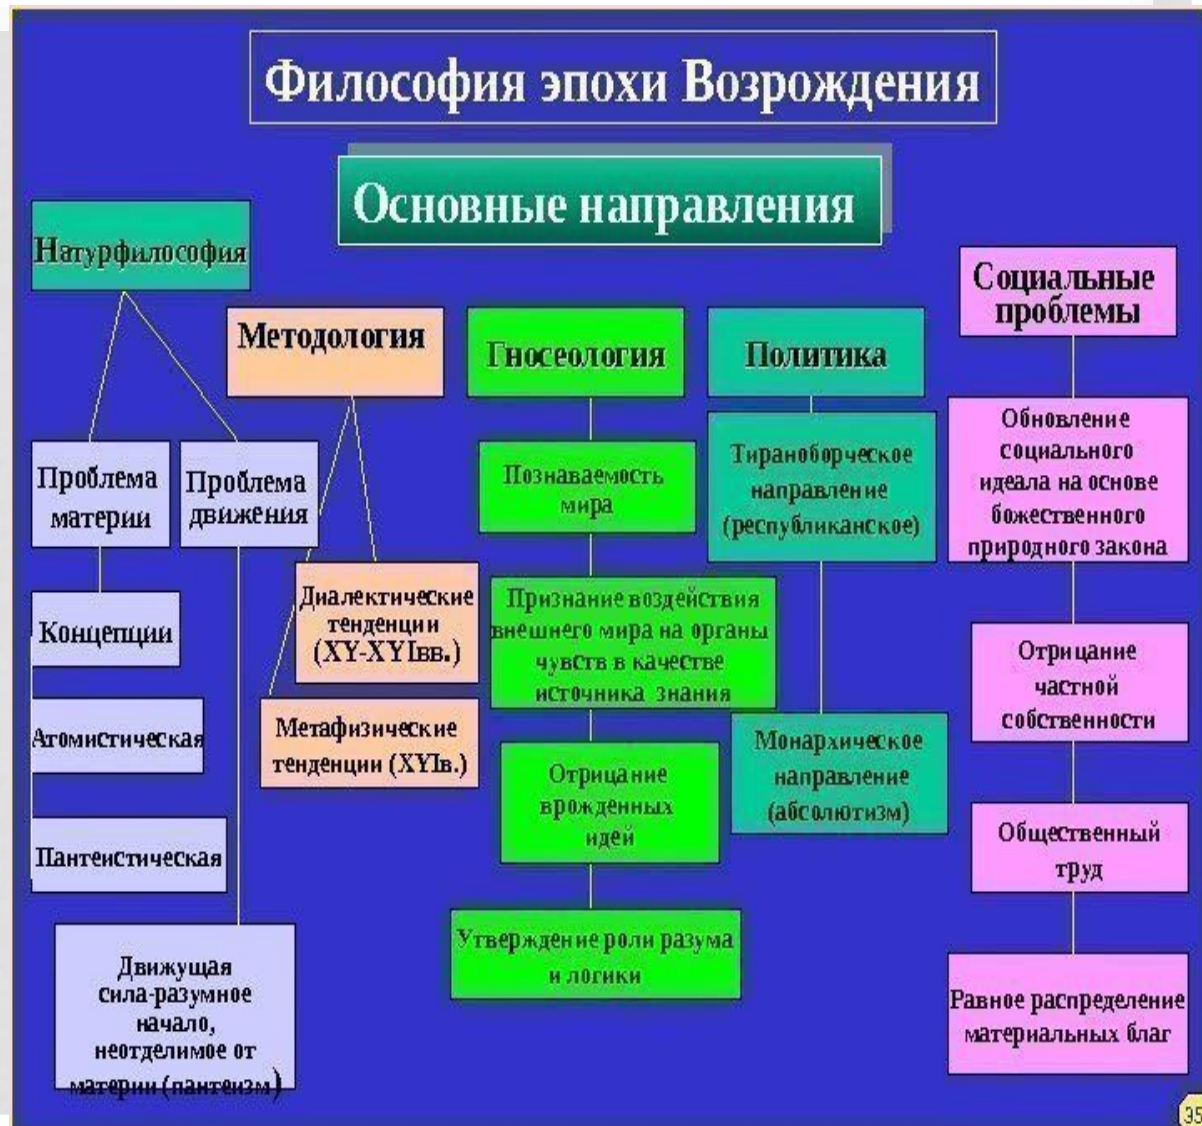 Философия эпохи Возрождения
Основные направления
Натурфилософия
Проблема
материи
Проблема
движения
Концепции
Атомистическая
Пантеистическая
Движущая
сила-разумное
начало,
неотделимое от
материи (пантеизм)
Методология
Диалектические
тенденции
(XY-XYIвв.)
Метафизические
тенденции (XYIв.)
Гносеология
Познаваемость
мира
Признание воздействия
внешнего мира на органы
чувств в качестве
источника знания
Отрицание
врожденных
идей
Утверждение роли разума
и логики
Политика
Тираноборческое
направление
(республиканское)
Монархическое
направление
(абсолютизм)
Социальные
проблемы
Обновление
социального
идеала на основе
божественного
природного закона
Отрицание
частной
собственности
Общественный
труд
Равное распределение
материальных благ
35